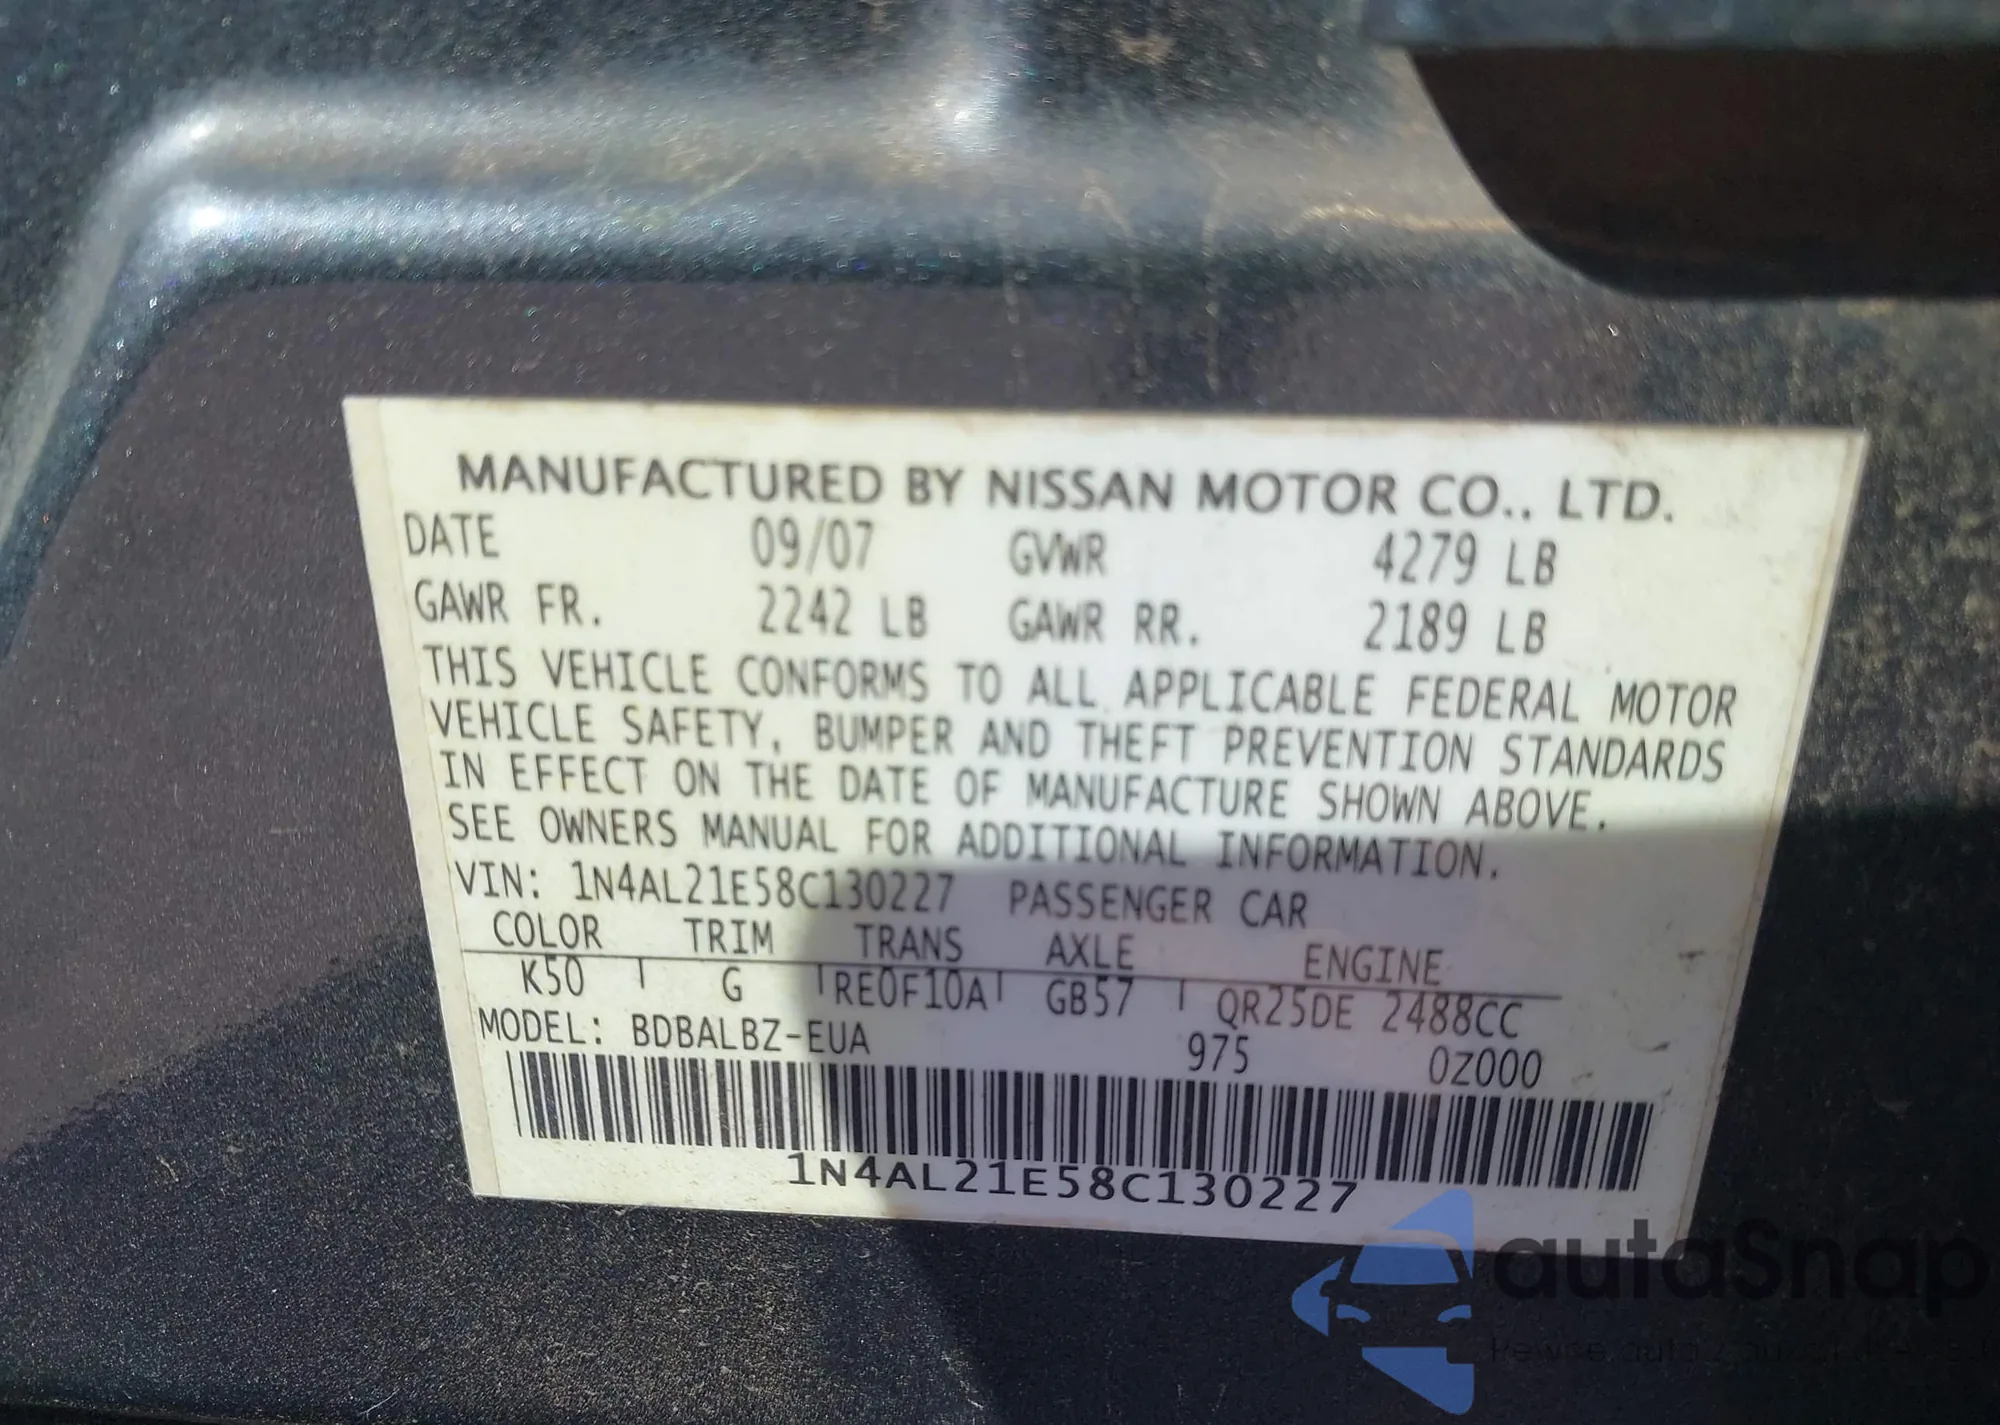 MANUFACTURED BY NISSAN MOTOR CO., LTD.
DATE 09/07 GVWR 4279 LB
GAWR FR. 2242 LB GAWR RR. 2189 LB
THIS VEHICLE CONFORMS TO ALL APPLICABLE FEDERAL MOTOR
VEHICLE SAFETY, BUMPER AND THEFT PREVENTION STANDARDS
IN EFFECT ON THE DATE OF MANUFACTURE SHOWN ABOVE.
SEE OWNERS MANUAL FOR ADDITIONAL INFORMATION.
VIN: 1N4AL21E58C130227 PASSENGER CAR
COLOR TRIM TRANS AXLE ENGINE
K50 G RE0F10A GB57 QR25DE 2488CC
MODEL: BDBALBZ-EUA 975 0Z000
1N4AL21E58C130227
autaSnap